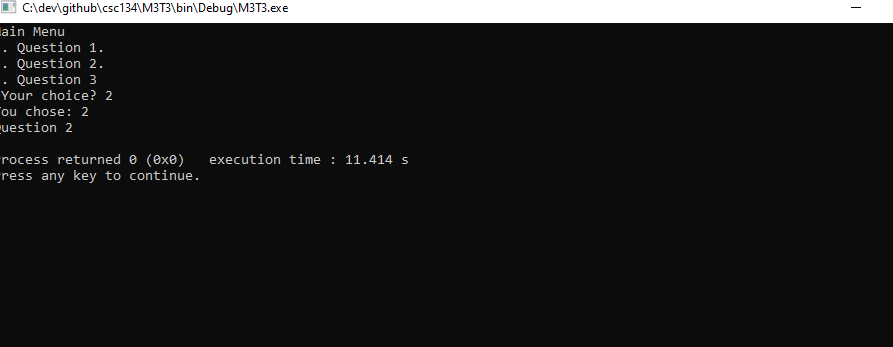 C:\dev\github\csc134\M3T3\bin\Debug\M3T3.exe
ain Menu
. Question 1.
. Question 2.
. Question 3
Your choice? 2
ou chose: 2
uestion 2
rocess returned 0 (0x0)   execution time : 11.414 s
ress any key to continue.